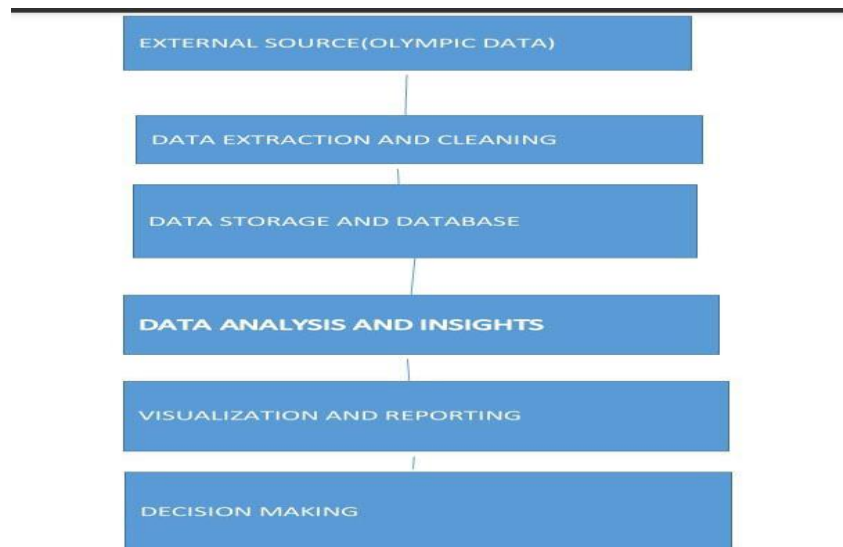 EXTERNAL SOURCE(OLYMPIC DATA)
DATA EXTRACTION AND CLEANING
DATA STORAGE AND DATABASE
DATA ANALYSIS AND INSIGHTS
VISUALIZATION AND REPORTING
DECISION MAKING